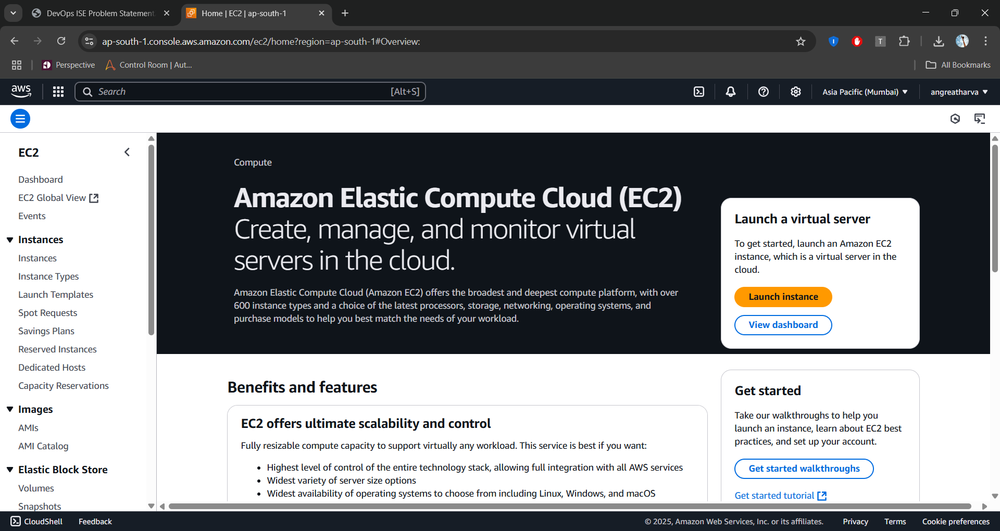 DevOps ISE Problem Statement
Home | EC2 | ap-south-1
ap-south-1.console.aws.amazon.com/ec2/home?region=ap-south-1#Overview:
T
Perspective
Control Room | Aut...
All Bookmarks
aws
Search
[Alt+S]
Asia Pacific (Mumbai)
angreatharva
EC2
Dashboard
EC2 Global View
Events
Instances
Instances
Instance Types
Launch Templates
Spot Requests
Savings Plans
Reserved Instances
Dedicated Hosts
Capacity Reservations
Images
AMIs
AMI Catalog
Elastic Block Store
Volumes
Snapshots
Compute
Amazon Elastic Compute Cloud (EC2)
Create, manage, and monitor virtual
servers in the cloud.
Amazon Elastic Compute Cloud (Amazon EC2) offers the broadest and deepest compute platform, with over
600 instance types and a choice of the latest processors, storage, networking, operating systems, and
purchase models to help you best match the needs of your workload.
Launch a virtual server
To get started, launch an Amazon EC2
instance, which is a virtual server in the
cloud.
Launch instance
View dashboard
Benefits and features
EC2 offers ultimate scalability and control
Fully resizable compute capacity to support virtually any workload. This service is best if you want:
• Highest level of control of the entire technology stack, allowing full integration with all AWS services
• Widest variety of server size options
• Widest availability of operating systems to choose from including Linux, Windows, and macOS
Get started
Take our walkthroughs to help you
launch an instance, learn about EC2 best
practices, and set up your account.
Get started walkthroughs
Get started tutorial
CloudShell
Feedback
© 2025, Amazon Web Services, Inc. or its affiliates.
Privacy
Terms
Cookie preferences